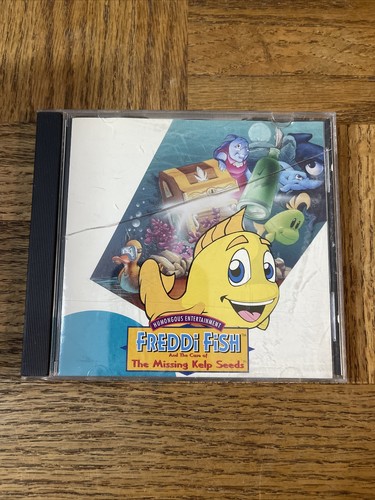 HUMONGOUS ENTERTAINMENT
FREDDi FiSH
And The Case of
The Missing Kelp Seeds